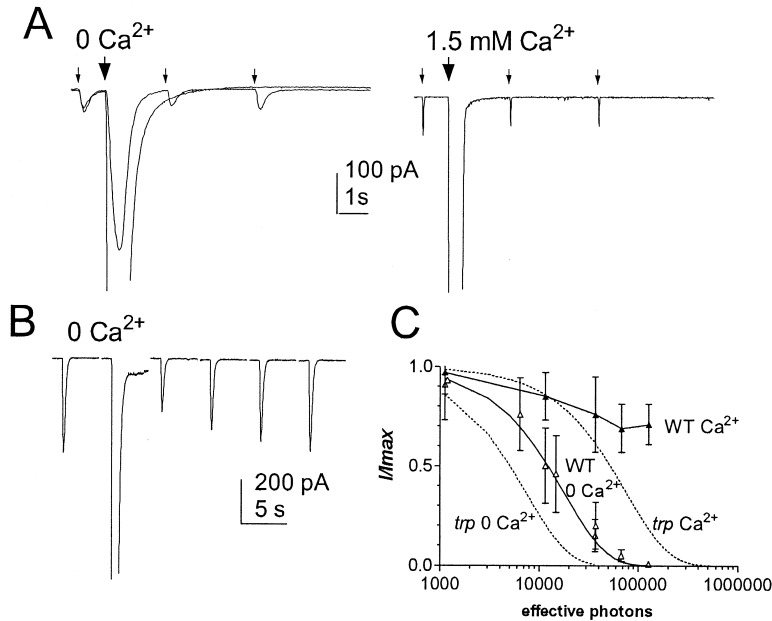 A
0 Ca²⁺
1.5 mM Ca²⁺
100 pA
1s
B
0 Ca²⁺
200 pA
5 s
C
I/Imax
1.0
0.5
0.0
WT Ca²⁺
WT
0 Ca²⁺
trp 0 Ca²⁺
trp Ca²⁺
1000
10000
100000
1000000
effective photons